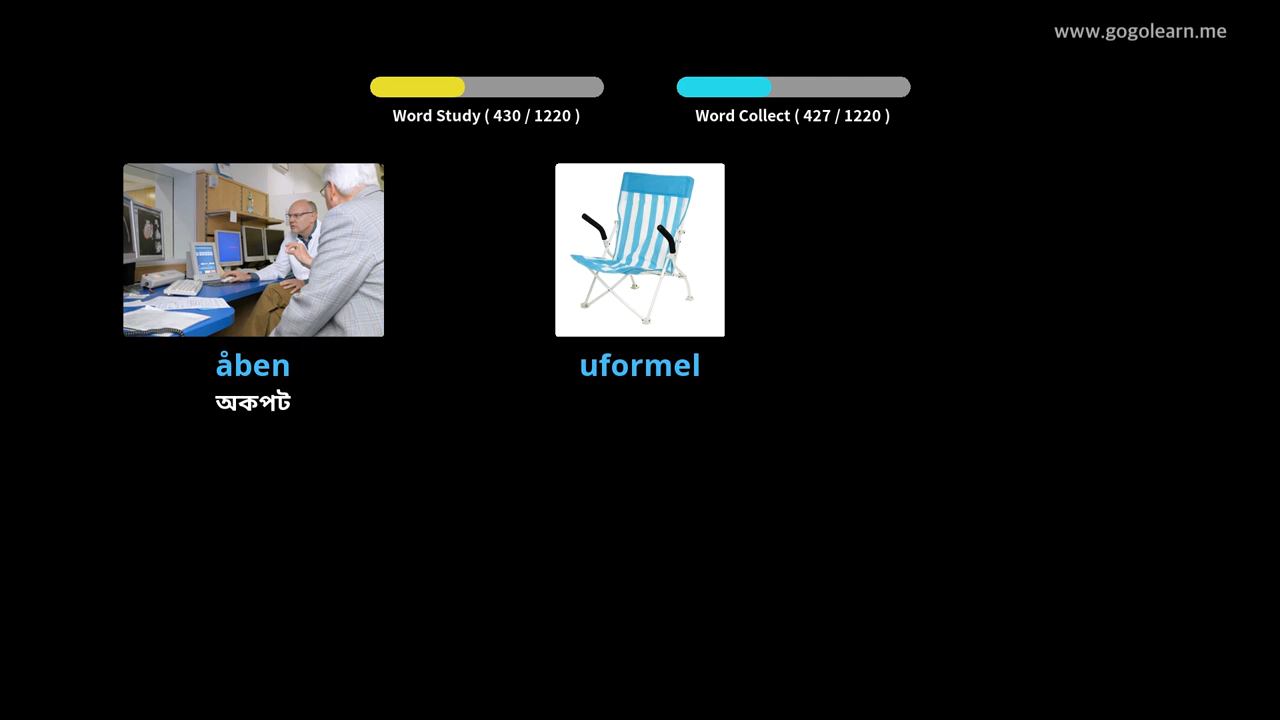 www.gogolearn.me
Word Study ( 430 / 1220 )
Word Collect ( 427 / 1220 )
åben
অকপট
uformel